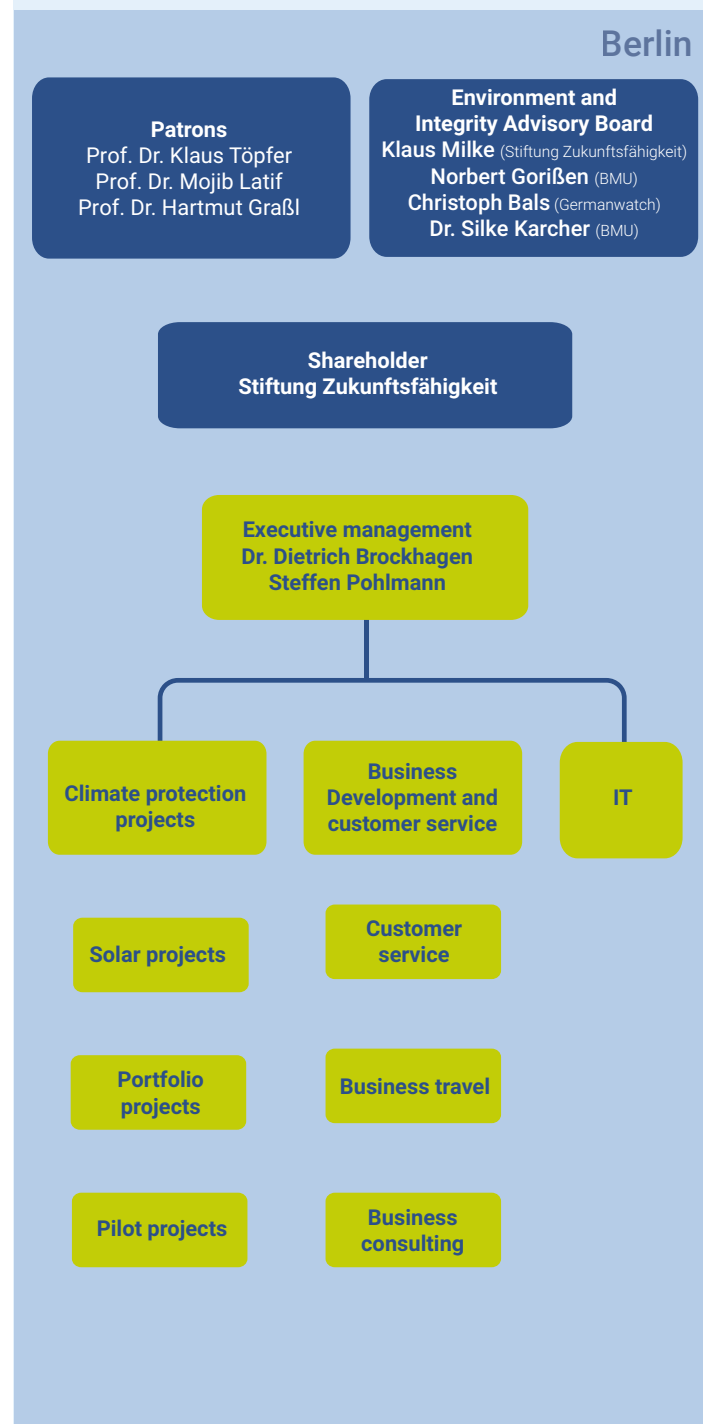 Berlin
Patrons
Prof. Dr. Klaus Töpfer
Prof. Dr. Mojib Latif
Prof. Dr. Hartmut Graßl
Environment and
Integrity Advisory Board
Klaus Milke (Stiftung Zukunftsfähigkeit)
Norbert Gorißen (BMU)
Christoph Bals (Germanwatch)
Dr. Silke Karcher (BMU)
Shareholder
Stiftung Zukunftsfähigkeit
Executive management
Dr. Dietrich Brockhagen
Steffen Pohlmann
Climate protection
projects
Business
Development and
customer service
IT
Solar projects
Customer
service
Portfolio
projects
Business travel
Pilot projects
Business
consulting